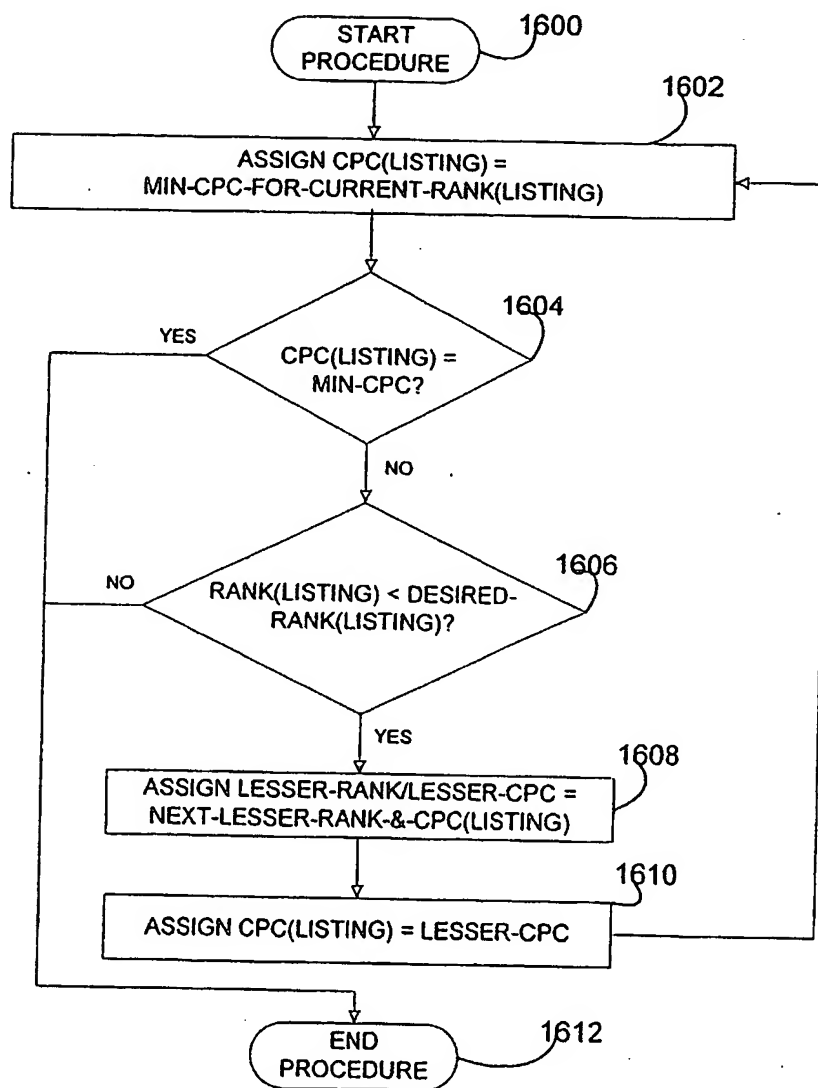 START
PROCEDURE
1600
1602
ASSIGN CPC(LISTING) =
MIN-CPC-FOR-CURRENT-RANK(LISTING)
1604
YES
CPC(LISTING) =
MIN-CPC?
NO
1606
NO
RANK(LISTING) < DESIRED-
RANK(LISTING)?
YES
1608
ASSIGN LESSER-RANK/LESSER-CPC =
NEXT-LESSER-RANK-&-CPC(LISTING)
1610
ASSIGN CPC(LISTING) = LESSER-CPC
END
PROCEDURE
1612